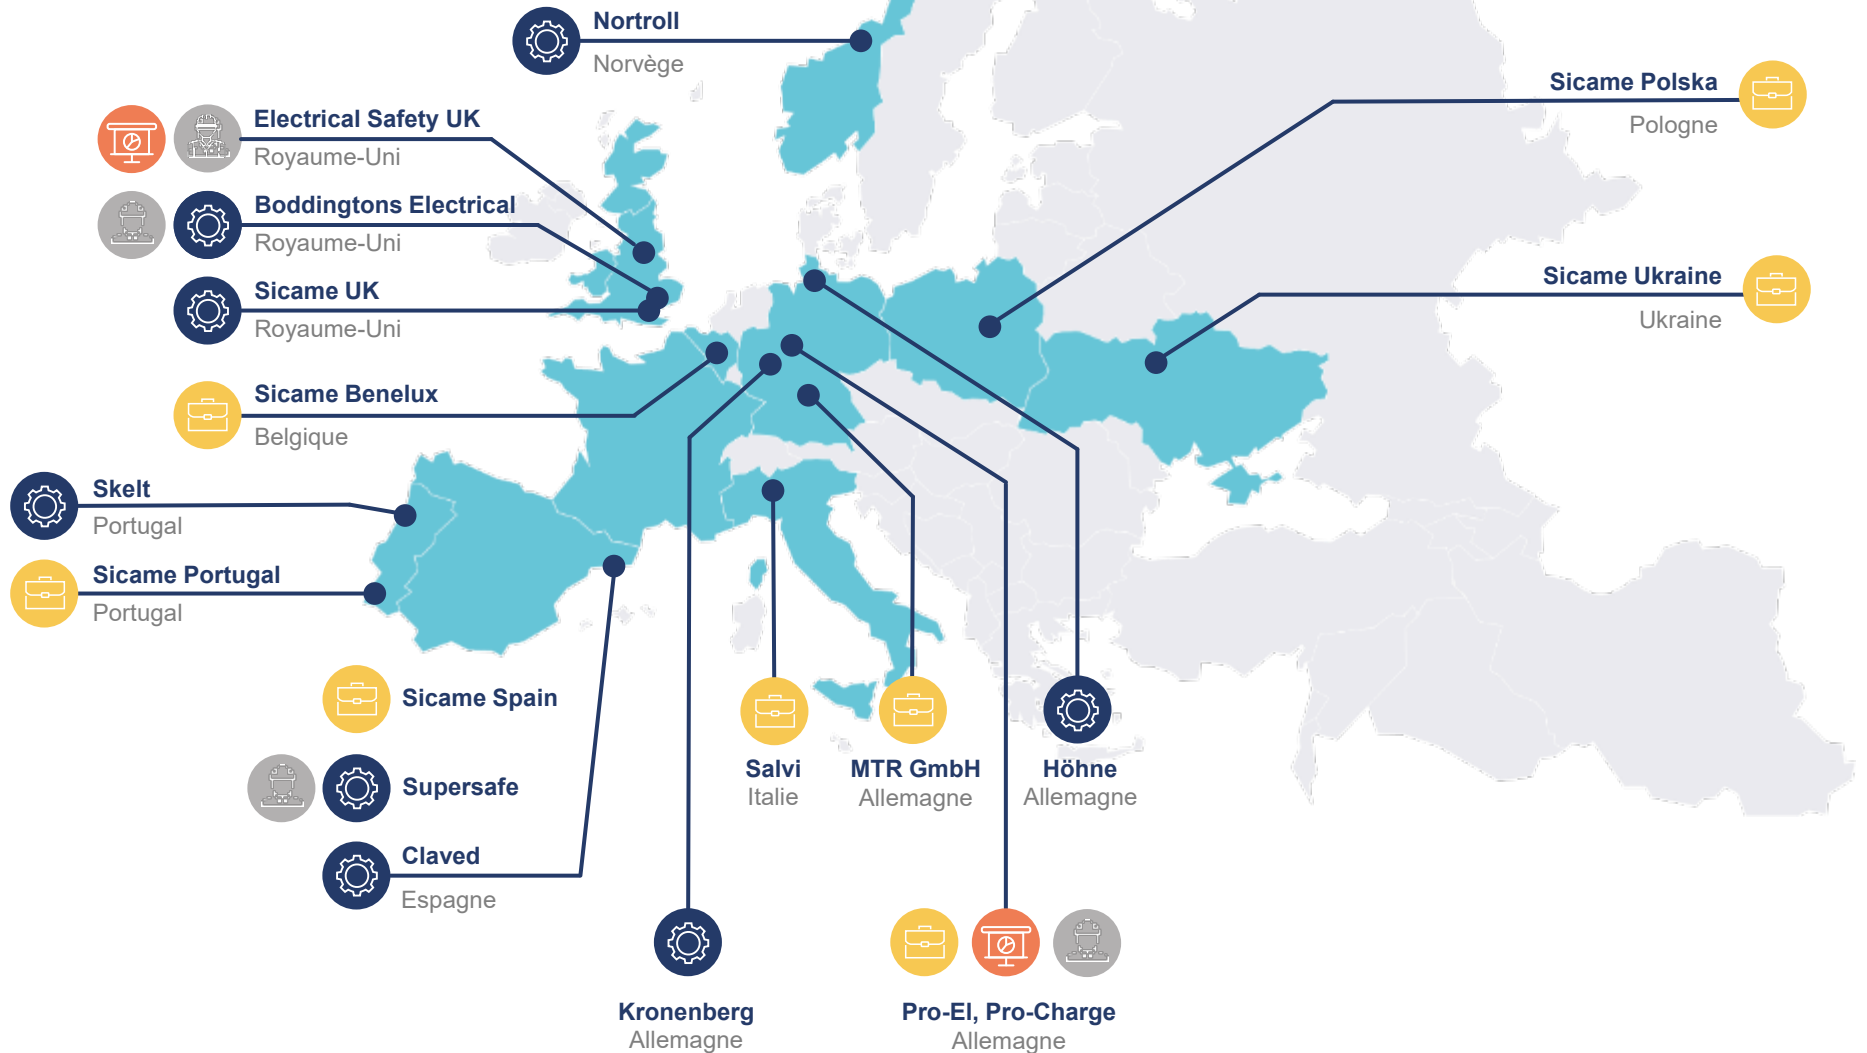 Nortroll
Norvège
Sicame Polska
Pologne
Electrical Safety UK
Royaume-Uni
Boddingtons Electrical
Royaume-Uni
Sicame UK
Royaume-Uni
Sicame Ukraine
Ukraine
Sicame Benelux
Belgique
Skelt
Portugal
Sicame Portugal
Portugal
Sicame Spain
Supersafe
Claved
Espagne
Salvi
Italie
MTR GmbH
Allemagne
Höhne
Allemagne
Kronenberg
Allemagne
Pro-El, Pro-Charge
Allemagne